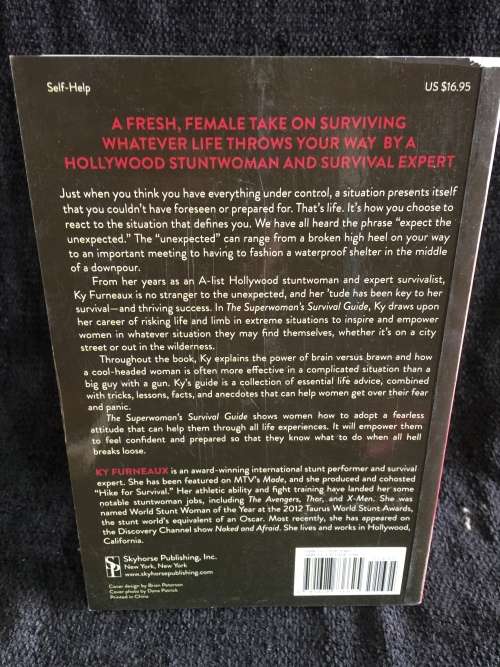 Self-Help
US $16.95
A FRESH, FEMALE TAKE ON SURVIVING
WHATEVER LIFE THROWS YOUR WAY BY A
HOLLYWOOD STUNTWOMAN AND SURVIVAL EXPERT
Just when you think you have everything under control, a situation presents itself
that you couldn't have foreseen or prepared for. That's life. It's how you choose to
react to the situation that defines you. We have all heard the phrase "expect the
unexpected." The "unexpected" can range from a broken high heel on your way
to an important meeting to having to fashion a waterproof shelter in the middle
of a downpour.
From her years as an A-list Hollywood stuntwoman and expert survivalist,
Ky Furneaux is no stranger to the unexpected, and her 'tude has been key to her
survival—and thriving success. In The Superwoman's Survival Guide, Ky draws upon
her career of risking life and limb in extreme situations to inspire and empower
women in whatever situation they may find themselves, whether it's on a city
street or out in the wilderness.
Throughout the book, Ky explains the power of brain versus brawn and how
a cool-headed woman is often more effective in a complicated situation than a
big guy with a gun. Ky's guide is a collection of essential life advice, combined
with tricks, lessons, facts, and anecdotes that can help women get over their fear
and panic.
The Superwoman's Survival Guide shows women how to adopt a fearless
attitude that can help them through all life experiences. It will empower them
to feel confident and prepared so that they know what to do when all hell
breaks loose.
KY FURNEAUX is an award-winning international stunt performer and survival
expert. She has been featured on MTV's Made, and she produced and cohosted
"Hike for Survival." Her athletic ability and fight training have landed her some
notable stuntwoman jobs, including The Avengers, Thor, and X-Men. She was
named World Stunt Woman of the Year at the 2012 Taurus World Stunt Awards,
the stunt world's equivalent of an Oscar. Most recently, she has appeared on
the Discovery Channel show Naked and Afraid. She lives and works in Hollywood,
California.
Skyhorse Publishing, Inc.
New York, New York
www.skyhorsepublishing.com
Cover design by Brian Peterson
Cover photo by Dana Patrick
Printed in China